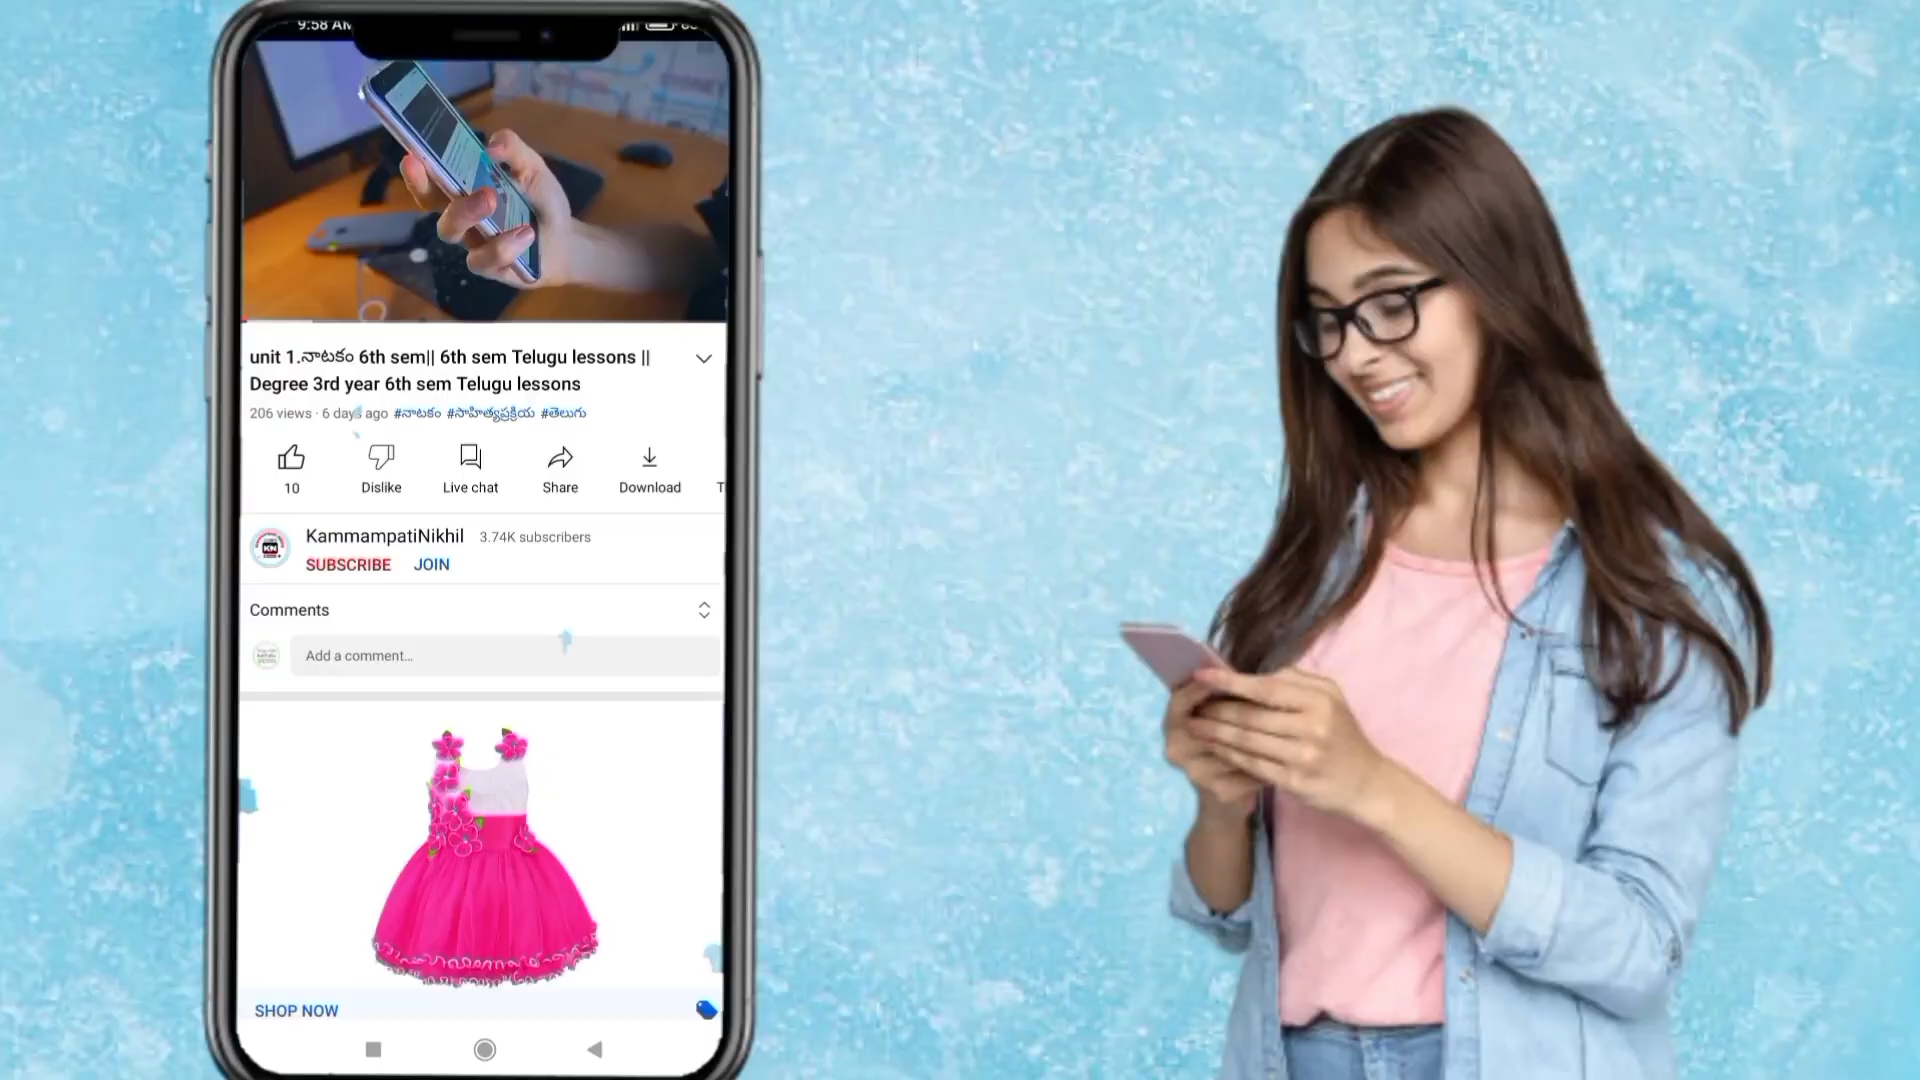 9:58 AM
unit 1.నాటకం 6th sem|| 6th sem Telugu lessons ||
Degree 3rd year 6th sem Telugu lessons
206 views · 6 days ago #నాటకం #సాహిత్యప్రక్రియ #తెలుగు
10 Dislike Live chat Share Download
KammampatiNikhil 3.74K subscribers
SUBSCRIBE JOIN
Comments
Add a comment...
SHOP NOW